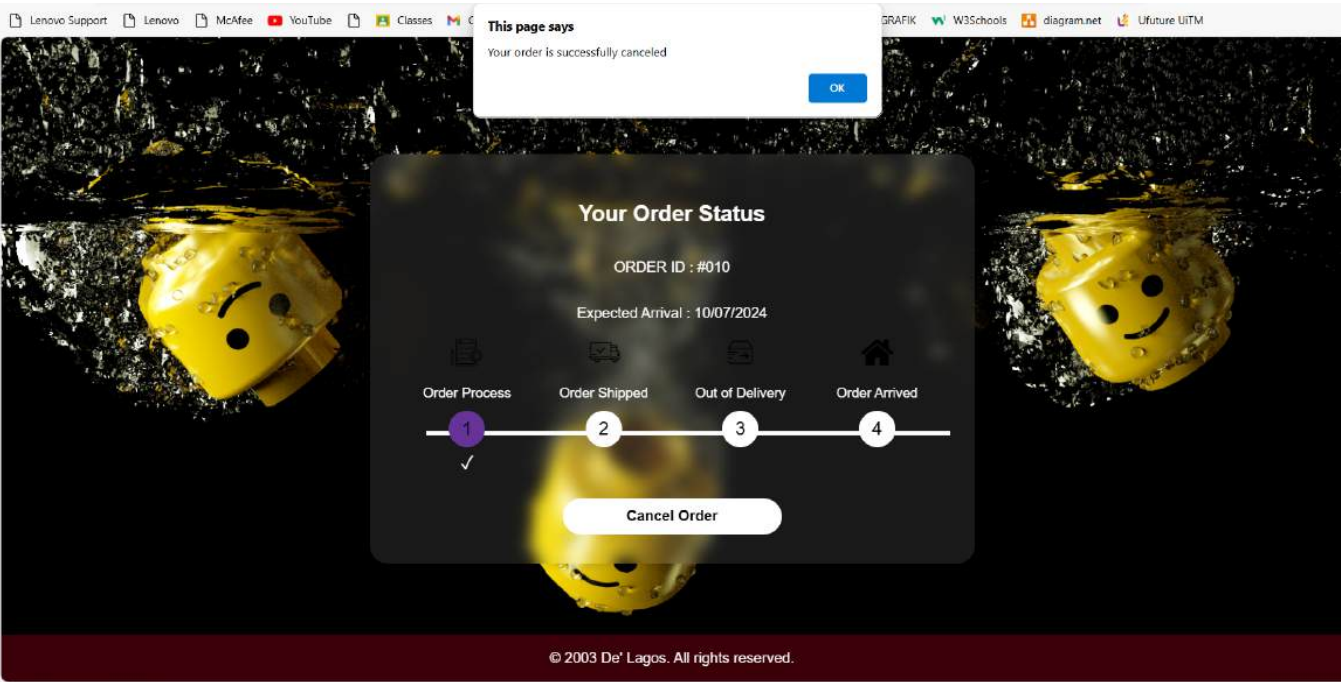 Lenovo Support Lenovo McAfee YouTube Classes GRAFIK W3Schools diagram.net Ufuture UiTM
This page says
Your order is successfully canceled
OK
Your Order Status
ORDER ID : #010
Expected Arrival : 10/07/2024
Order Process Order Shipped Out of Delivery Order Arrived
1 2 3 4
Cancel Order
© 2003 De' Lagos. All rights reserved.